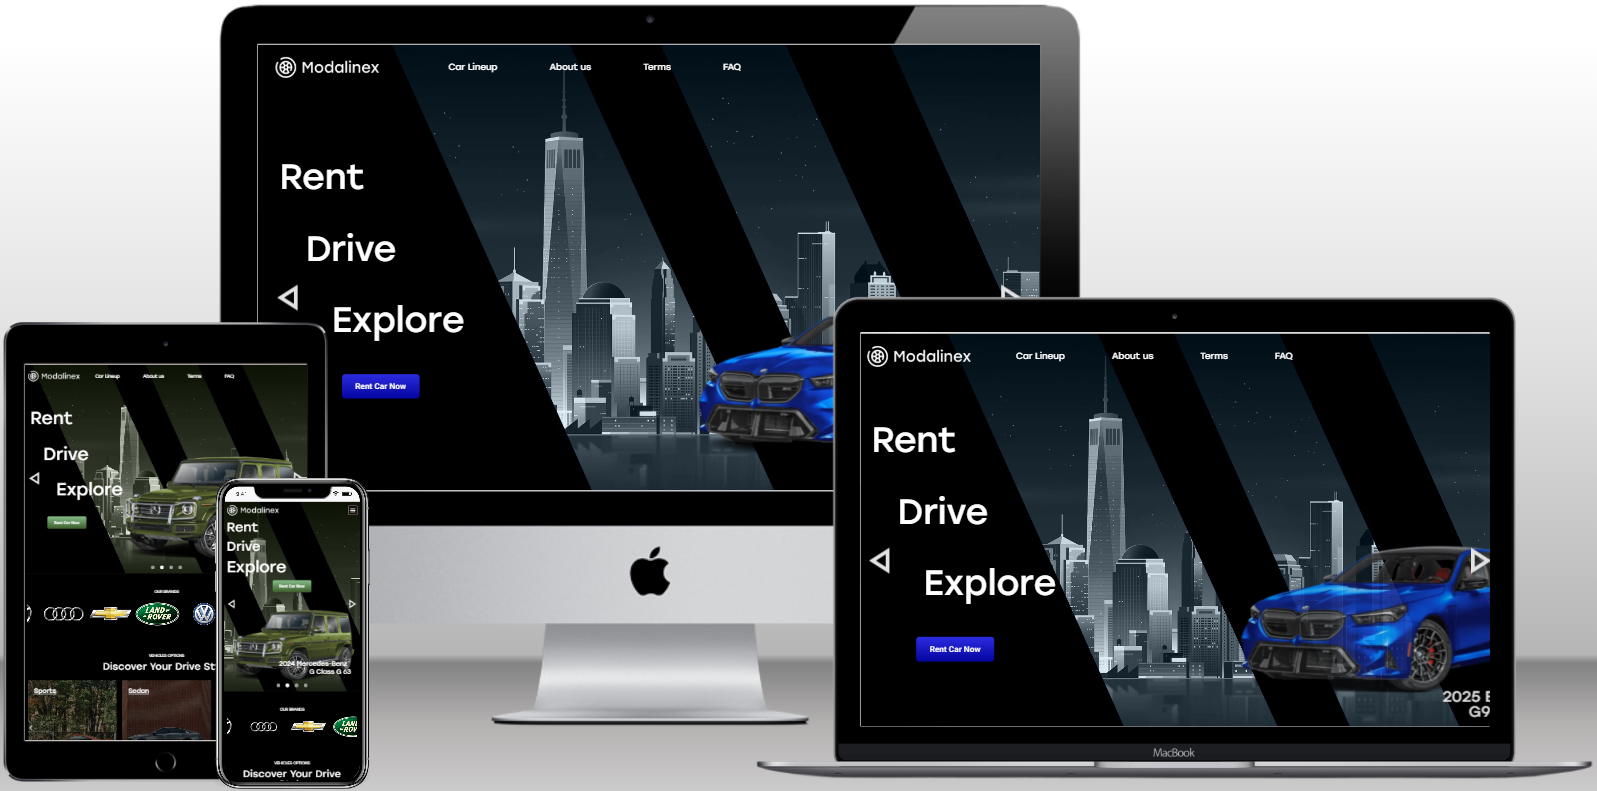 Modalinex
Car Lineup About us Terms FAQ
Rent
Drive
Explore
Rent Car Now
Modalinex
Car Lineup About us Terms FAQ
Rent
Drive
Explore
Rent Car Now
2025
G9
MacBook
Modalinex
Car Lineup About us Terms FAQ
Rent
Drive
Explore
Rent Car Now
OUR BRANDS
LAND ROVER
VEHICLES OPTIONS
Discover Your Drive St
Sports Sedan
9:41
Modalinex
Rent
Drive
Explore
Rent Car Now
2024 Mercedes-Benz
G Class G 63
OUR BRANDS
VEHICLES OPTIONS
Discover Your Drive